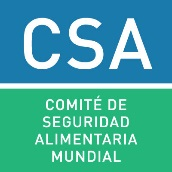 CSA
COMITÉ DE
SEGURIDAD
ALIMENTARIA
MUNDIAL